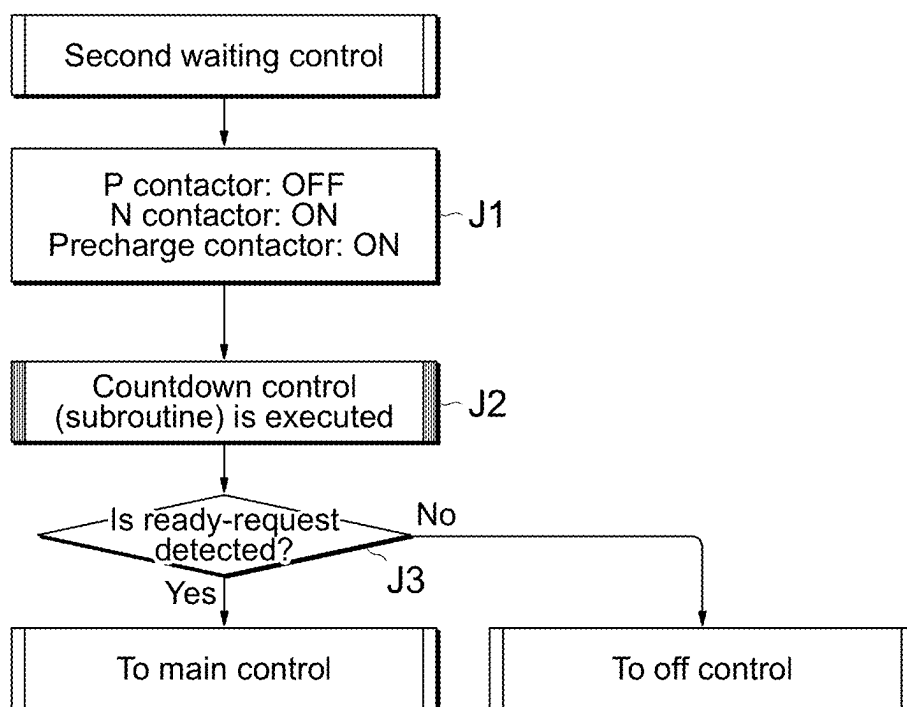 Second waiting control
P contactor: OFF
N contactor: ON
Precharge contactor: ON
J1
Countdown control
(subroutine) is executed
J2
Is ready-request
detected?
No
J3
Yes
To main control
To off control